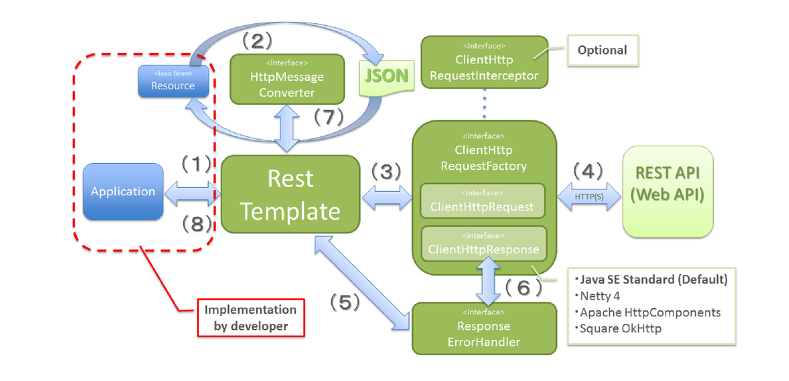 (2)
<interface>
HttpMessage
Converter
<Java Bean>
Resource
JSON
<interface>
ClientHttp
RequestInterceptor
Optional
(7)
(1)
Application
(8)
Rest
Template
(3)
<interface>
ClientHttp
RequestFactory
<interface>
ClientHttpRequest
<interface>
ClientHttpResponse
(4)
HTTP(S)
REST API
(Web API)
(5)
(6)
<interface>
Response
ErrorHandler
Implementation
by developer
・Java SE Standard (Default)
・Netty 4
・Apache HttpComponents
・Square OkHttp